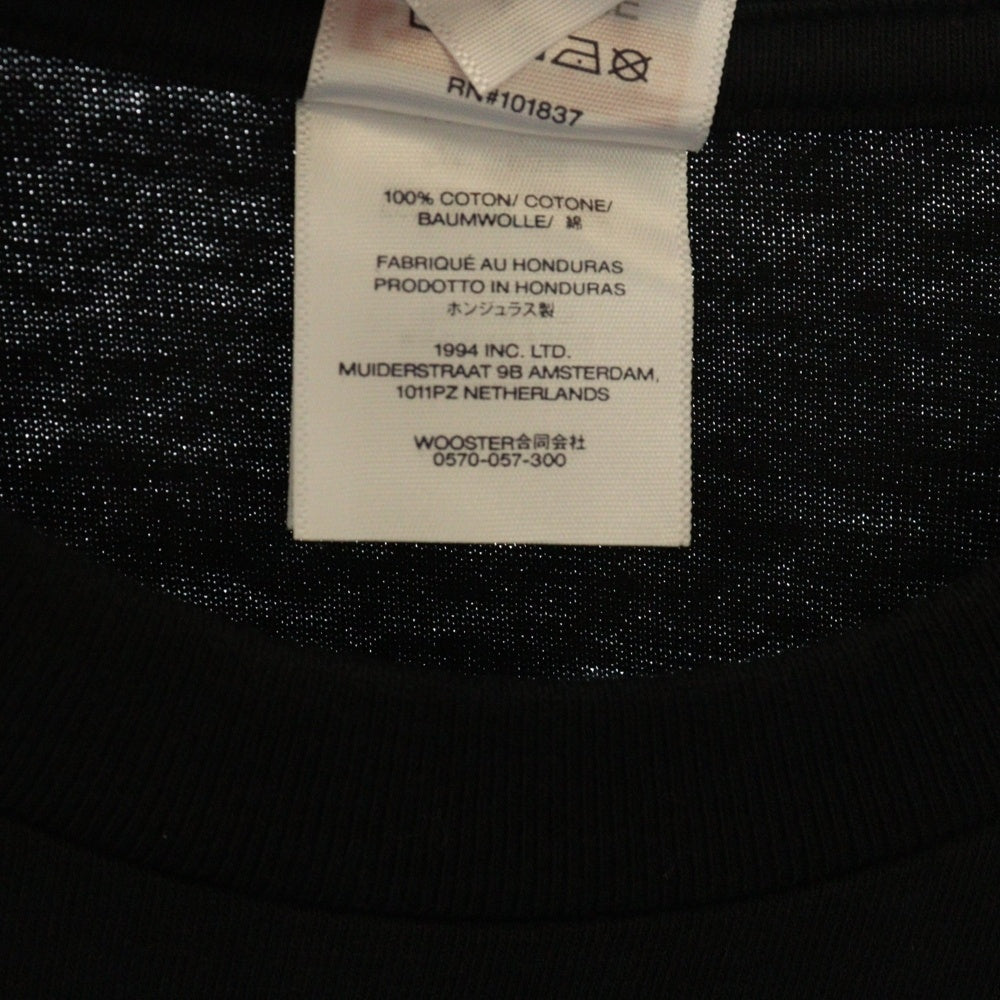 RN#101837
100% COTON/ COTONE/
BAUMWOLLE/ 綿
FABRIQUÉ AU HONDURAS
PRODOTTO IN HONDURAS
ホンジュラス製
1994 INC. LTD.
MUIDERSTRAAT 9B AMSTERDAM,
1011PZ NETHERLANDS
WOOSTER合同会社
0570-057-300